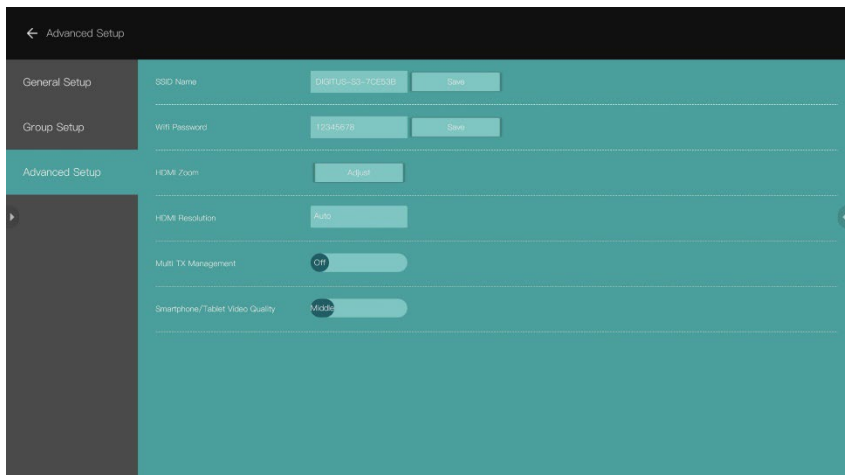 Advanced Setup
General Setup
Group Setup
Advanced Setup
SSID Name
DIGITUS-S3-7CE53B
Save
Wifi Password
12345678
Save
HDMI Zoom
Adjust
HDMI Resolution
Auto
Multi TX Management
Off
Smartphone/Tablet Video Quality
Middle